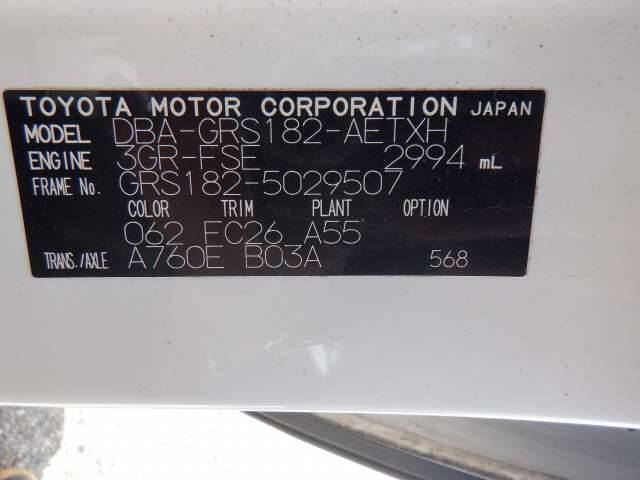 TOYOTA MOTOR CORPORATION JAPAN
MODEL DBA-GRS182-AETXH
ENGINE 3GR-FSE 2994 mL
FRAME No. GRS182-5029507
COLOR TRIM PLANT OPTION
062 FC26 A55
TRANS./AXLE A760E B03A 568